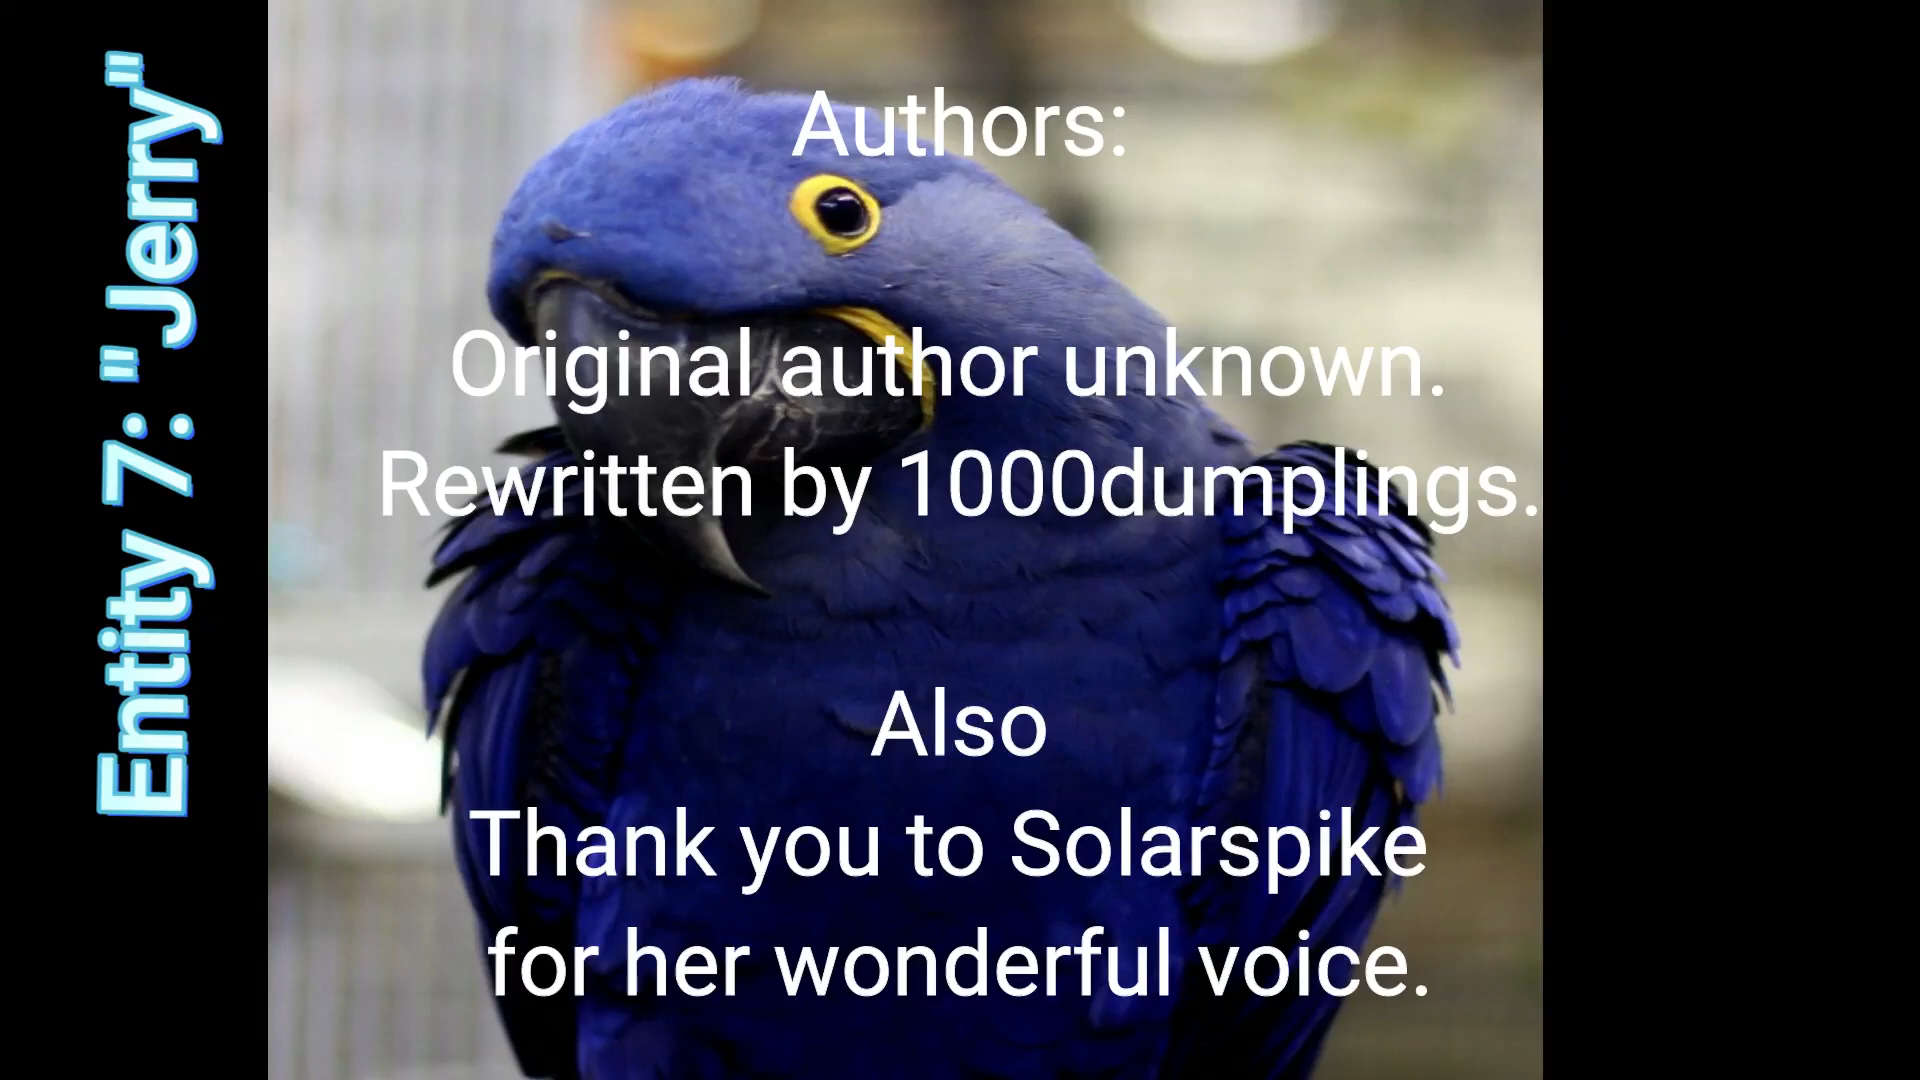 Entity 7: "Jerry"
Authors:
Original author unknown.
Rewritten by 1000dumplings.
Also
Thank you to Solarspike
for her wonderful voice.